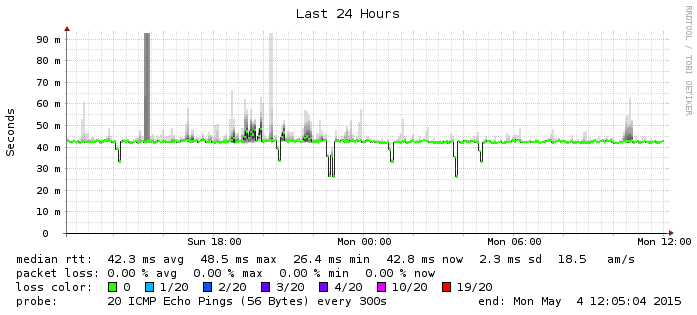 Last 24 Hours
RRDTOOL / TOBI OETIKER
Seconds
90 m
80 m
70 m
60 m
50 m
40 m
30 m
20 m
10 m
0
Sun 18:00 Mon 00:00 Mon 06:00 Mon 12:00
median rtt: 42.3 ms avg 48.5 ms max 26.4 ms min 42.8 ms now 2.3 ms sd 18.5 am/s
packet loss: 0.00 % avg 0.00 % max 0.00 % min 0.00 % now
loss color: 0 1/20 2/20 3/20 4/20 10/20 19/20
probe: 20 ICMP Echo Pings (56 Bytes) every 300s end: Mon May 4 12:05:04 2015